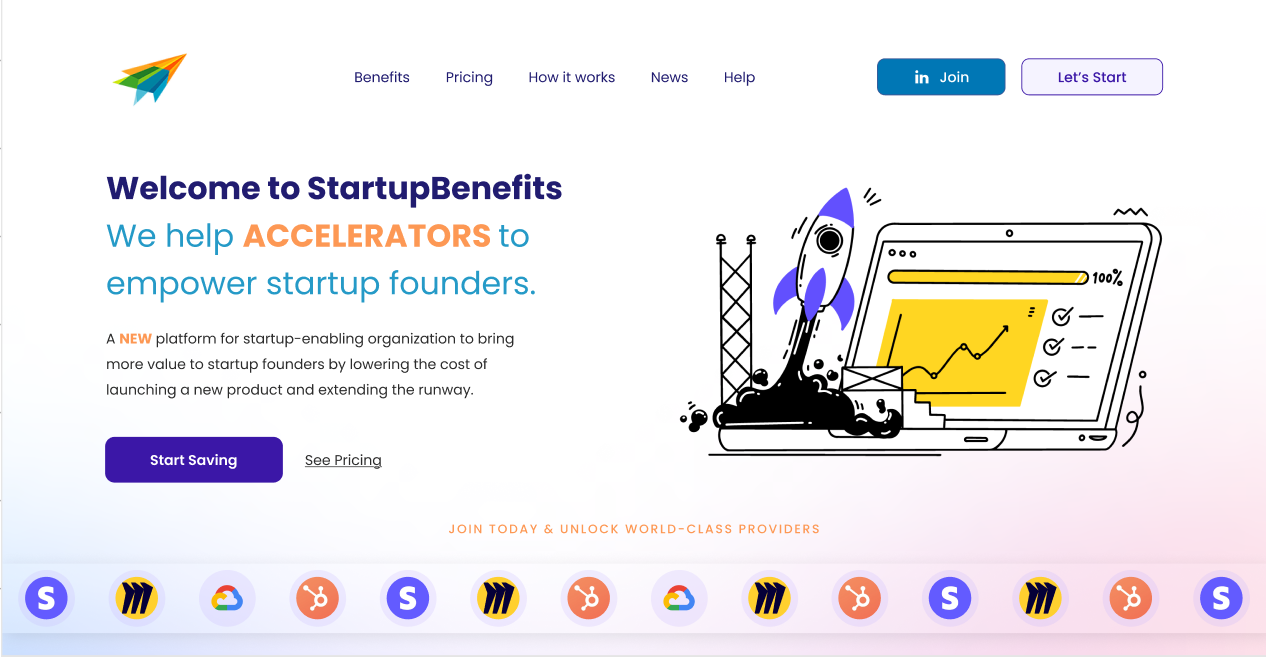 Benefits
Pricing
How it works
News
Help
in Join
Let's Start
Welcome to StartupBenefits
We help ACCELERATORS to
empower startup founders.
A NEW platform for startup-enabling organization to bring
more value to startup founders by lowering the cost of
launching a new product and extending the runway.
Start Saving
See Pricing
100%
JOIN TODAY & UNLOCK WORLD-CLASS PROVIDERS
S
S
S
S